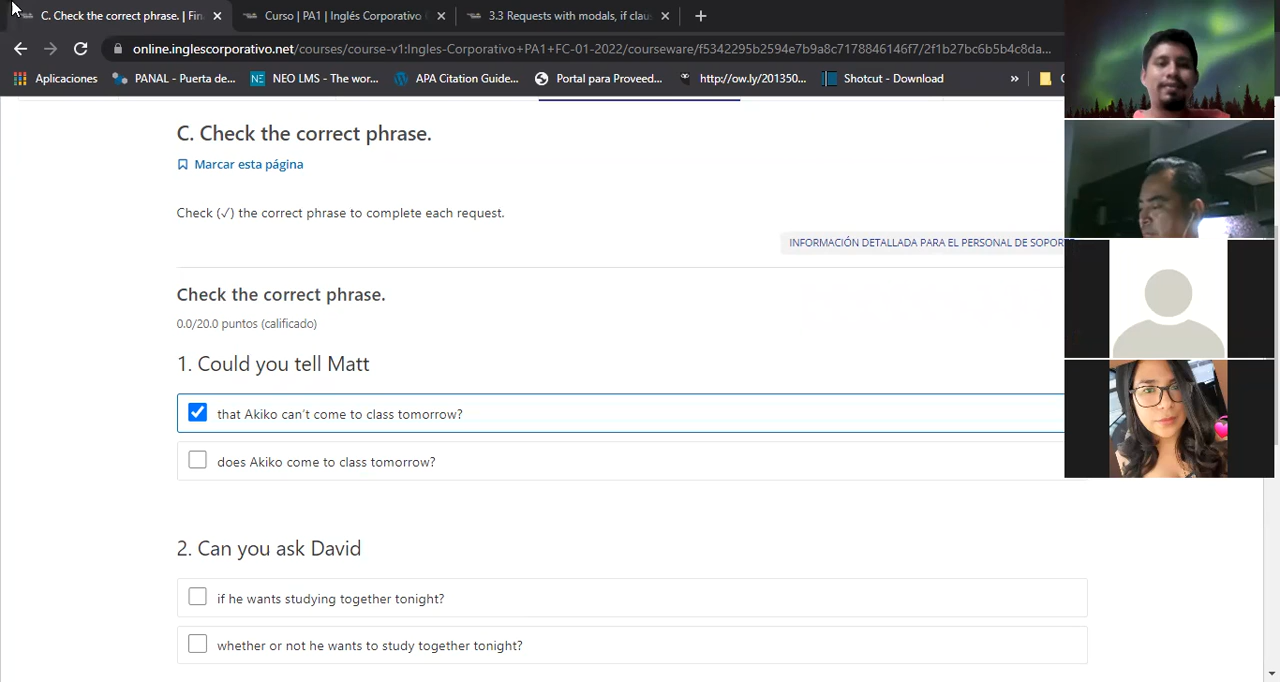 C. Check the correct phrase. | Fin
Curso | PA1 | Inglés Corporativo
3.3 Requests with modals, if clau
online.inglescorporativo.net/courses/course-v1:Ingles-Corporativo+PA1+FC-01-2022/courseware/f5342295b2594e7b9a8c7178846146f7/2f1b27bc6b5b4c8da...
Aplicaciones
PANAL - Puerta de...
NEO LMS - The wor...
APA Citation Guide...
Portal para Proveed...
http://ow.ly/201350...
Shotcut - Download
»
C. Check the correct phrase.
Marcar esta página
Check (✓) the correct phrase to complete each request.
INFORMACIÓN DETALLADA PARA EL PERSONAL DE SOPORT
Check the correct phrase.
0.0/20.0 puntos (calificado)
1. Could you tell Matt
that Akiko can't come to class tomorrow?
does Akiko come to class tomorrow?
2. Can you ask David
if he wants studying together tonight?
whether or not he wants to study together tonight?